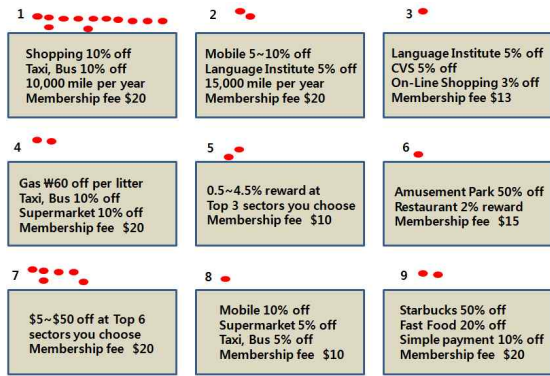 1
Shopping 10% off
Taxi, Bus 10% off
10,000 mile per year
Membership fee $20
2
Mobile 5~10% off
Language Institute 5% off
15,000 mile per year
Membership fee $20
3
Language Institute 5% off
CVS 5% off
On-Line Shopping 3% off
Membership fee $13
4
Gas ₩60 off per litter
Taxi, Bus 10% off
Supermarket 10% off
Membership fee $20
5
0.5~4.5% reward at
Top 3 sectors you choose
Membership fee $10
6
Amusement Park 50% off
Restaurant 2% reward
Membership fee $15
7
$5~$50 off at Top 6
sectors you choose
Membership fee $20
8
Mobile 10% off
Supermarket 5% off
Taxi, Bus 5% off
Membership fee $10
9
Starbucks 50% off
Fast Food 20% off
Simple payment 10% off
Membership fee $20